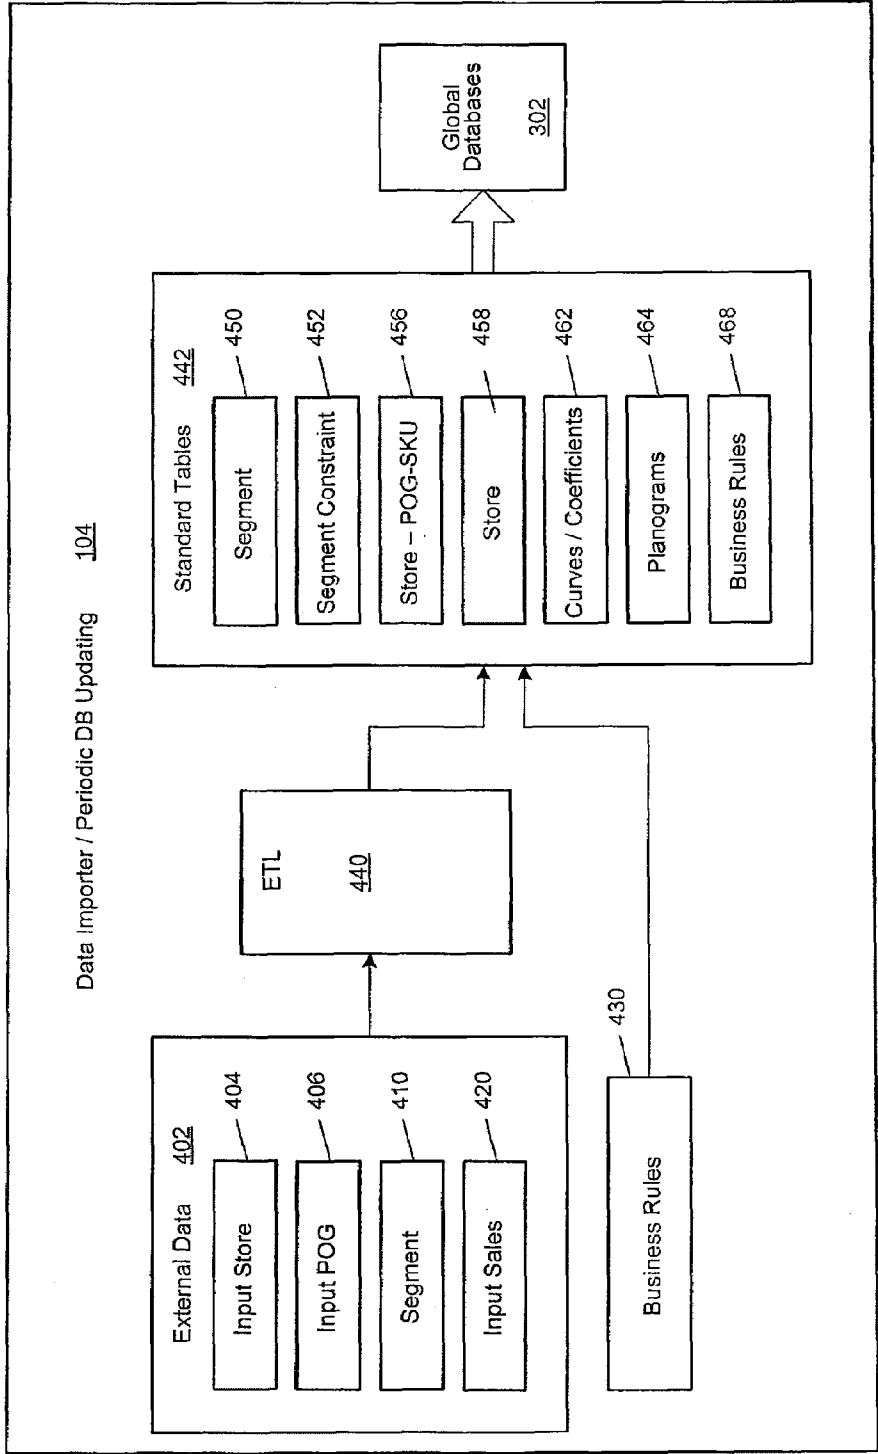 Data Importer / Periodic DB Updating 104
External Data 402
Input Store
404
Input POG
406
Segment
410
Input Sales
420
Business Rules
430
ETL
440
Standard Tables 442
Segment
450
Segment Constraint
452
Store – POG-SKU
456
Store
458
Curves / Coefficients
462
Planograms
464
Business Rules
468
Global
Databases
302